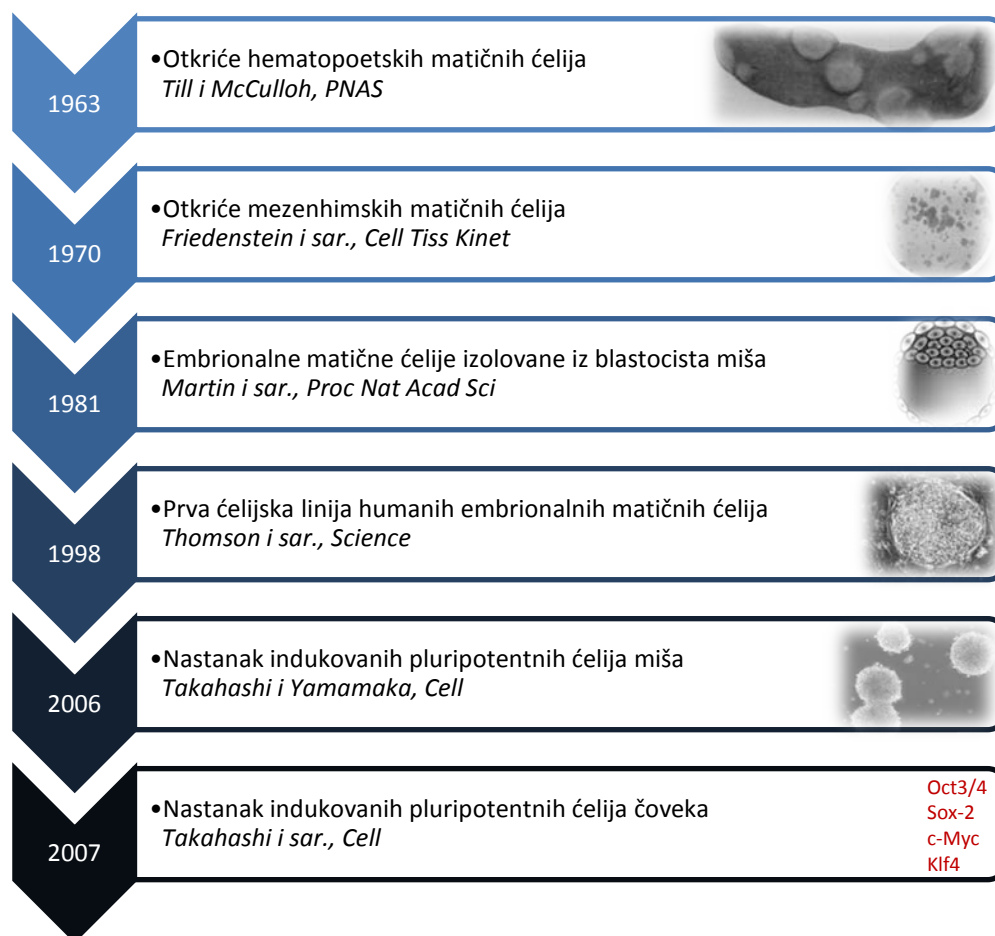 1963
•Otkriće hematopoetskih matičnih ćelija
Till i McCulloh, PNAS
1970
•Otkriće mezenhimskih matičnih ćelija
Friedenstein i sar., Cell Tiss Kinet
1981
•Embrionalne matične ćelije izolovane iz blastocista miša
Martin i sar., Proc Nat Acad Sci
1998
•Prva ćelijska linija humanih embrionalnih matičnih ćelija
Thomson i sar., Science
2006
•Nastanak indukovanih pluripotentnih ćelija miša
Takahashi i Yamamaka, Cell
2007
•Nastanak indukovanih pluripotentnih ćelija čoveka
Takahashi i sar., Cell
Oct3/4
Sox-2
c-Myc
Klf4